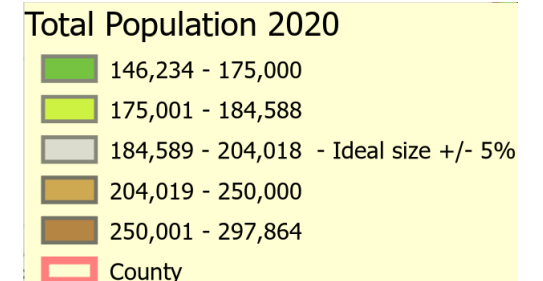 Total Population 2020
146,234 - 175,000
175,001 - 184,588
184,589 - 204,018 - Ideal size +/- 5%
204,019 - 250,000
250,001 - 297,864
County